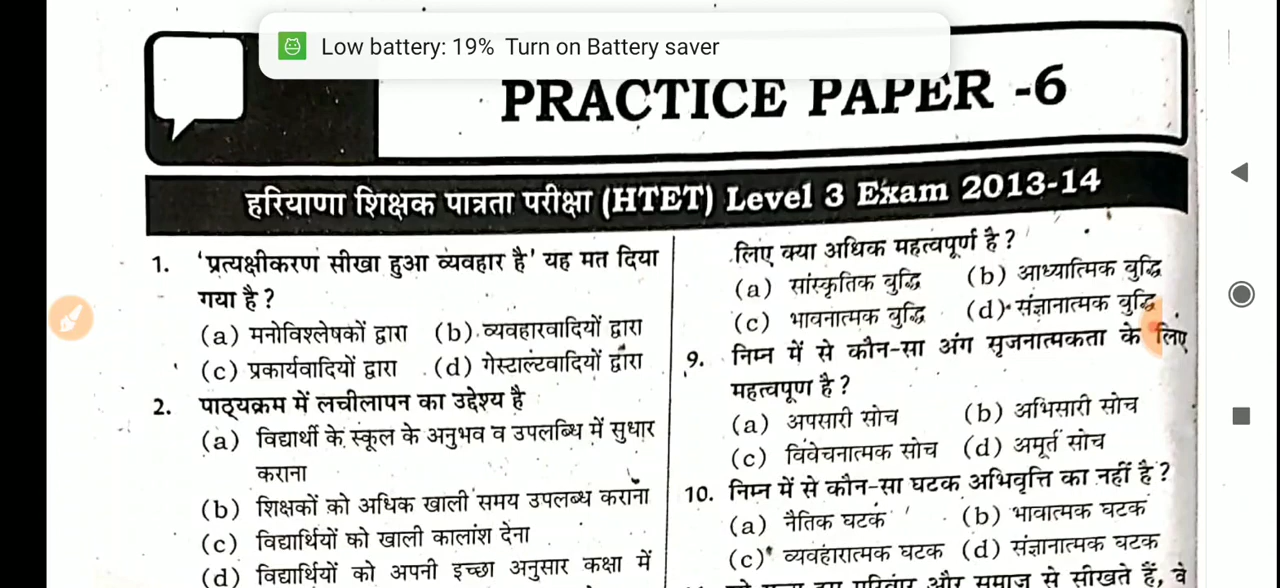 Low battery: 19% Turn on Battery saver
PRACTICE PAPER -6
हरियाणा शिक्षक पात्रता परीक्षा (HTET) Level 3 Exam 2013-14
1. 'प्रत्यक्षीकरण सीखा हुआ व्यवहार है' यह मत दिया
गया है ?
(a) मनोविश्लेषकों द्वारा (b) व्यवहारवादियों द्वारा
(c) प्रकार्यवादियों द्वारा (d) गेस्टाल्टवादियों द्वारा
2. पाठ्यक्रम में लचीलापन का उद्देश्य है
(a) विद्यार्थी के स्कूल के अनुभव व उपलब्धि में सुधार
कराना
(b) शिक्षकों को अधिक खाली समय उपलब्ध कराना
(c) विद्यार्थियों को खाली कालांश देना
(d) विद्यार्थियों को अपनी इच्छा अनुसार कक्षा में
लिए क्या अधिक महत्वपूर्ण है ?
(a) सांस्कृतिक बुद्धि (b) आध्यात्मिक बुद्धि
(c) भावनात्मक बुद्धि (d) संज्ञानात्मक बुद्धि
9. निम्न में से कौन-सा अंग सृजनात्मकता के लिए
महत्वपूण है ?
(a) अपसारी सोच (b) अभिसारी सोच
(c) विवेचनात्मक सोच (d) अमूर्त सोच
10. निम्न में से कौन-सा घटक अभिवृत्ति का नहीं है ?
(a) नैतिक घटक (b) भावात्मक घटक
(c) व्यवहारात्मक घटक (d) संज्ञानात्मक घटक
परिवार और समाज से सीखते हैं, वे